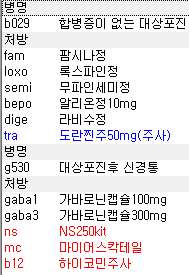 병명
b029 합병증이 없는 대상포진
처방
fam 팜시나정
loxo 록스파인정
semi 무파인세미정
bepo 알리온정10mg
dige 라비수정
tra 도란찐주50mg(주사)
병명
g530 대상포진후 신경통
처방
gaba1 가바로닌캡슐100mg
gaba3 가바로닌캡슐300mg
ns NS250kit
mc 마이어스칵테일
b12 하이코민주사